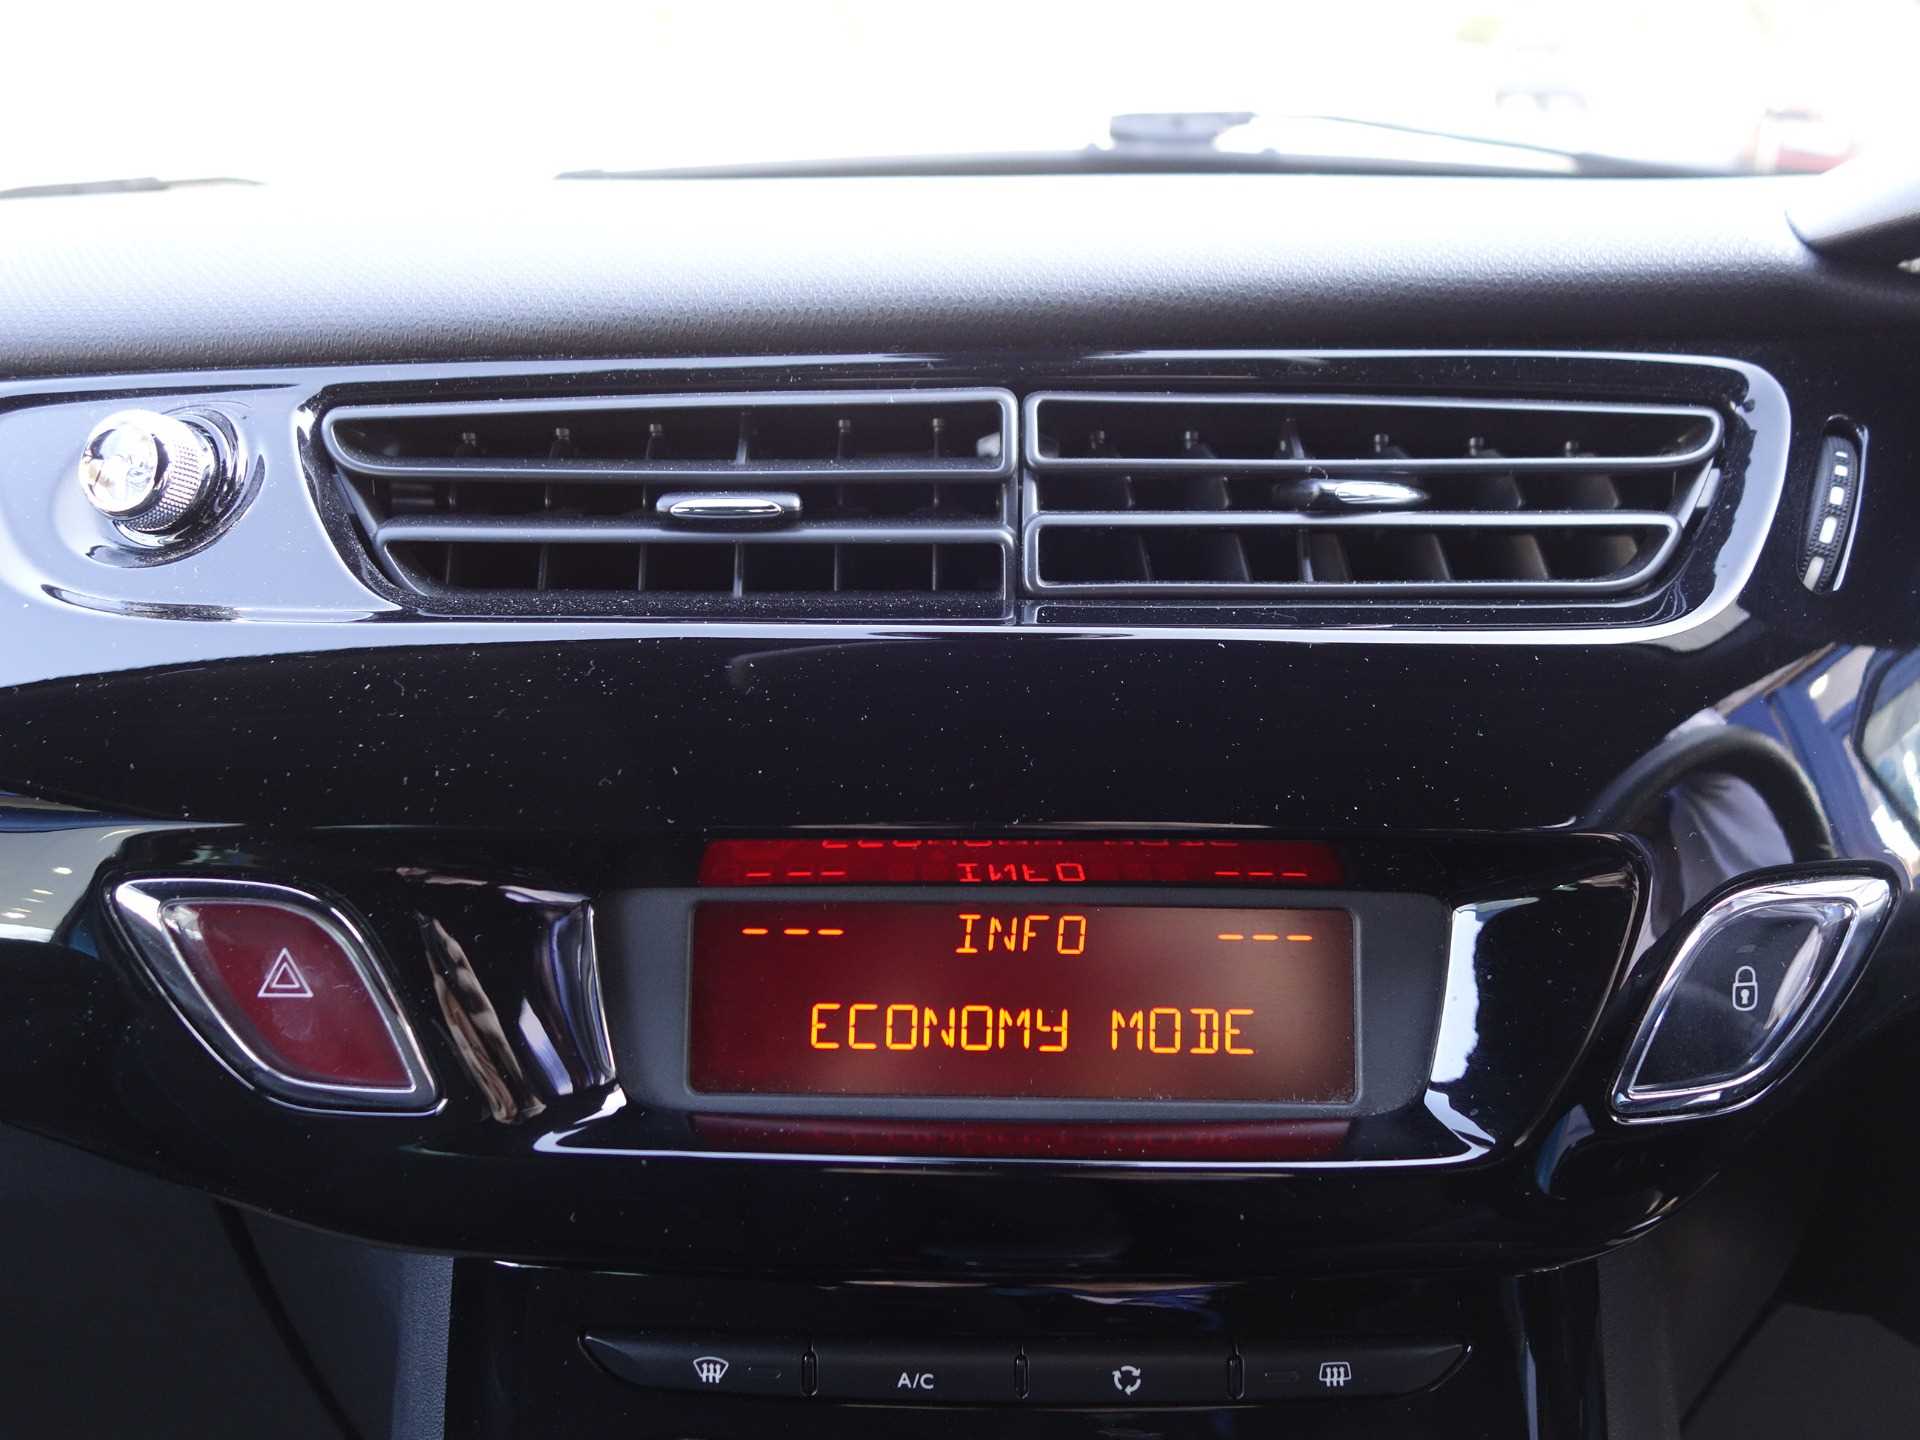 --- INFO ---
ECONOMY MODE
A/C